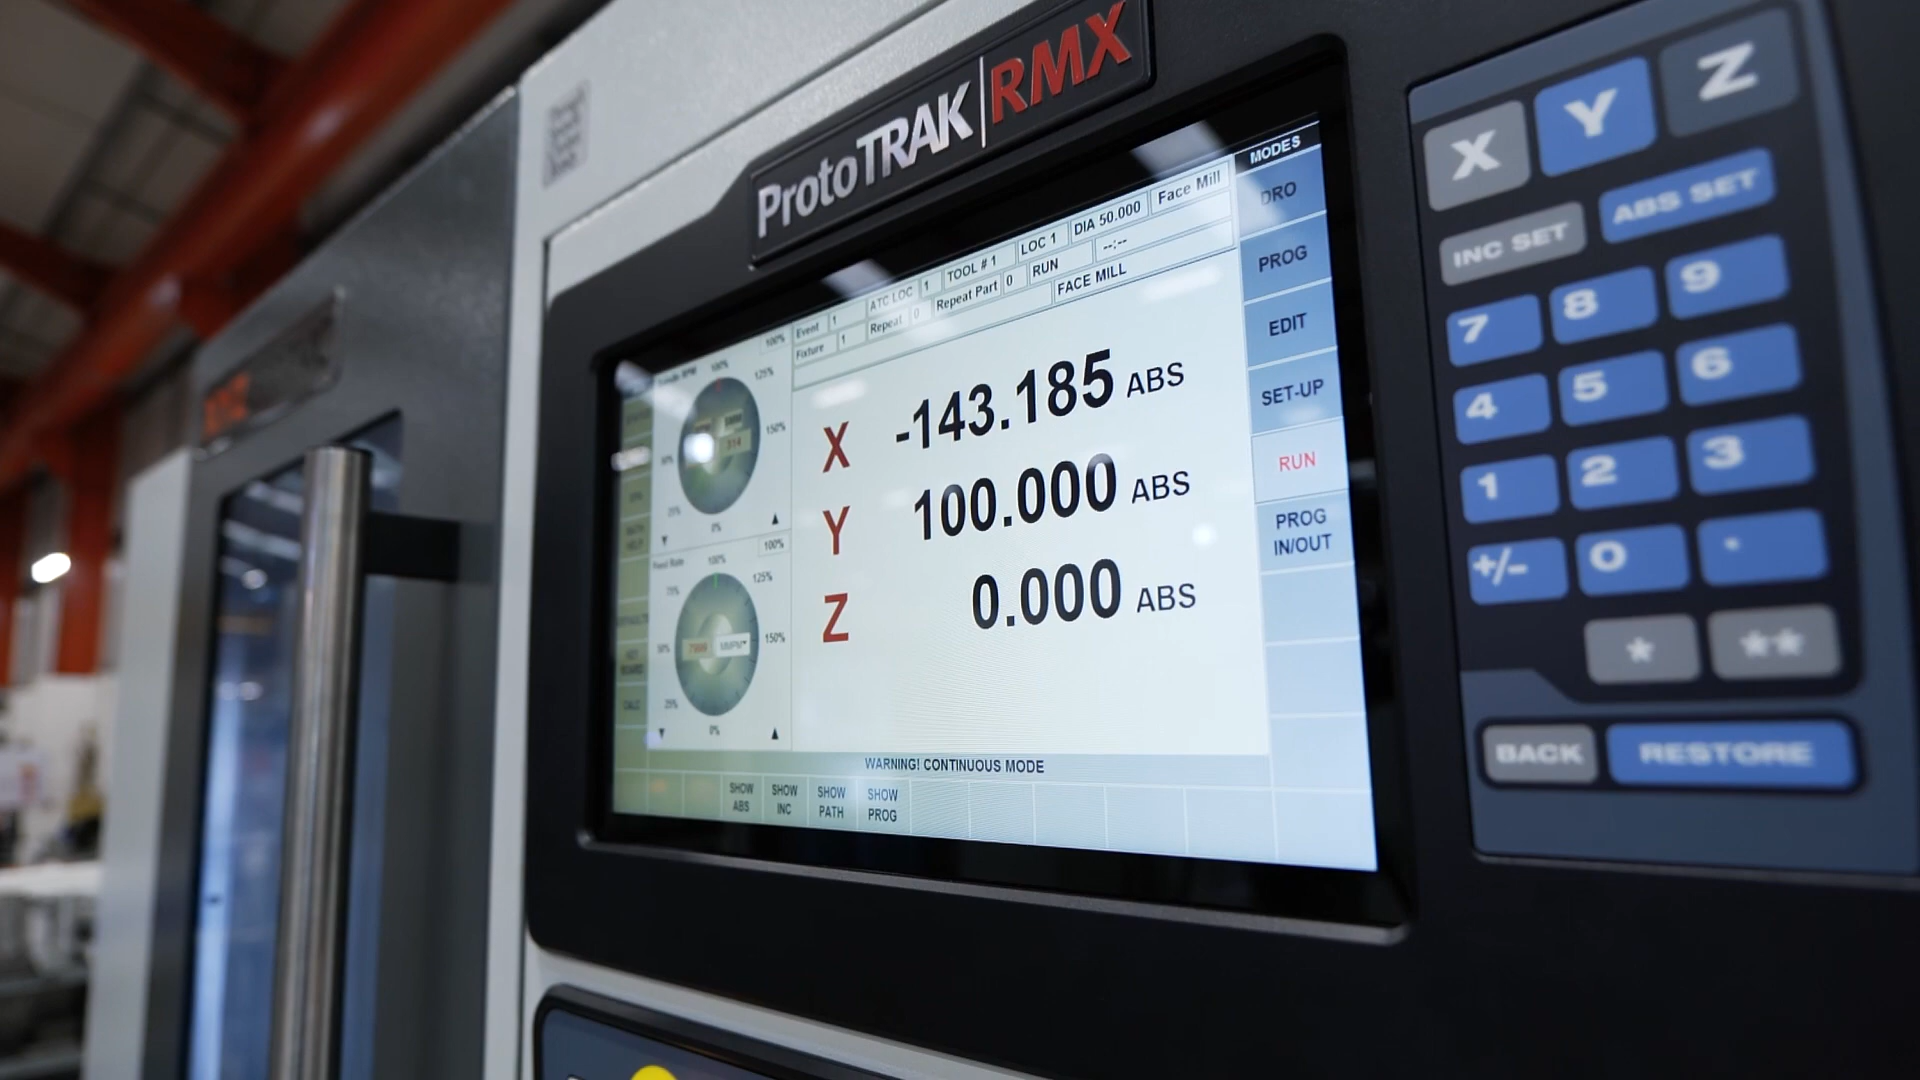 ProtoTRAK RMX
Event 1 ATC LOC 1 TOOL # 1 LOC 1 DIA 50.000 Face Mill
Fixture 1 Repeat 0 Repeat Part 0 RUN --:--
FACE MILL
MODES
DRO
PROG
EDIT
SET-UP
RUN
PROG
IN/OUT
100%
100%
125%
150%
0%
X -143.185 ABS
Y 100.000 ABS
Z 0.000 ABS
Feed Rate
100%
100%
125%
150%
25%
0%
CALC
WARNING! CONTINUOUS MODE
SHOW
ABS
SHOW
INC
SHOW
PATH
SHOW
PROG
X Y Z
INC SET ABS SET
7 8 9
4 5 6
1 2 3
+/- 0 .
* **
BACK RESTORE